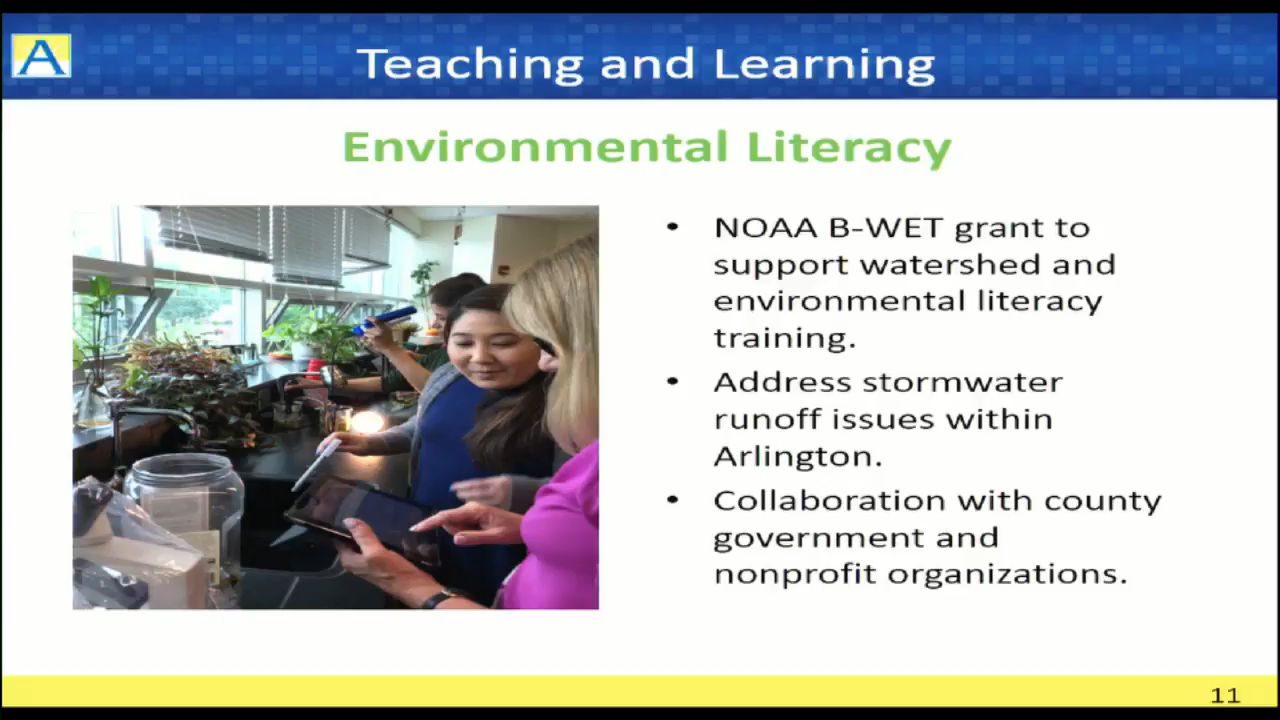 A
Teaching and Learning
Environmental Literacy
• NOAA B-WET grant to
support watershed and
environmental literacy
training.
• Address stormwater
runoff issues within
Arlington.
• Collaboration with county
government and
nonprofit organizations.
11